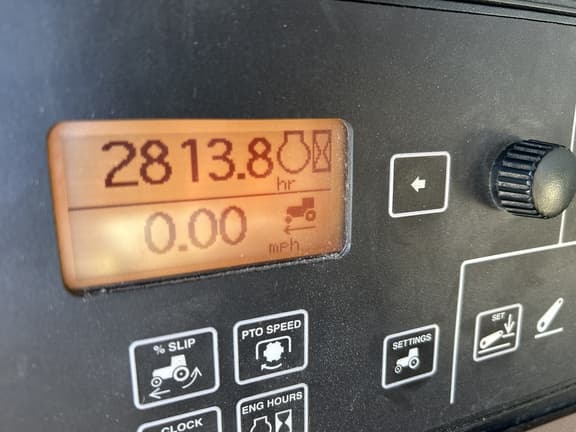 2813.8
hr
0.00
mph
% SLIP
PTO SPEED
SETTINGS
SET
CLOCK
ENG HOURS